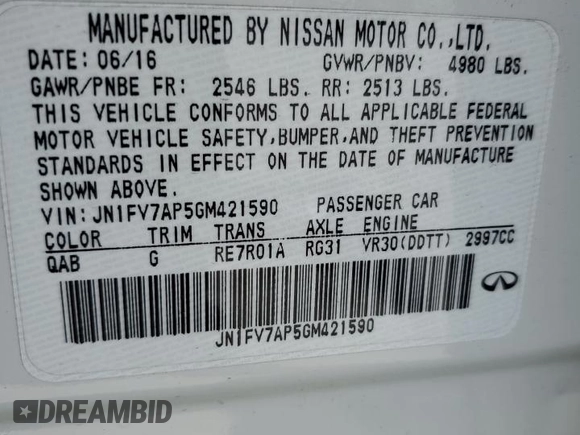 MANUFACTURED BY NISSAN MOTOR CO.,LTD.
DATE: 06/16 GVWR/PNBV: 4980 LBS.
GAWR/PNBE FR: 2546 LBS. RR: 2513 LBS.
THIS VEHICLE CONFORMS TO ALL APPLICABLE FEDERAL
MOTOR VEHICLE SAFETY,BUMPER,AND THEFT PREVENTION
STANDARDS IN EFFECT ON THE DATE OF MANUFACTURE
SHOWN ABOVE.
VIN: JN1FV7AP5GM421590 PASSENGER CAR
COLOR TRIM TRANS AXLE ENGINE
QAB G RE7R01A RG31 VR30(DDTT) 2997CC
JN1FV7AP5GM421590
DREAMBID